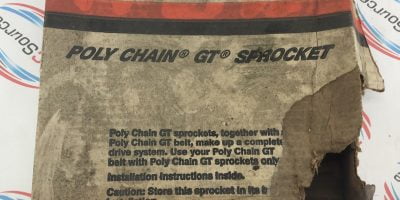 POLY CHAIN® GT® SPROCKET
Poly Chain GT sprockets, together with
Poly Chain GT belt, make up a complete
drive system. Use your Poly Chain GT
belt with Poly Chain GT sprockets only
Installation Instructions Inside.
Caution: Store this sprocket in its